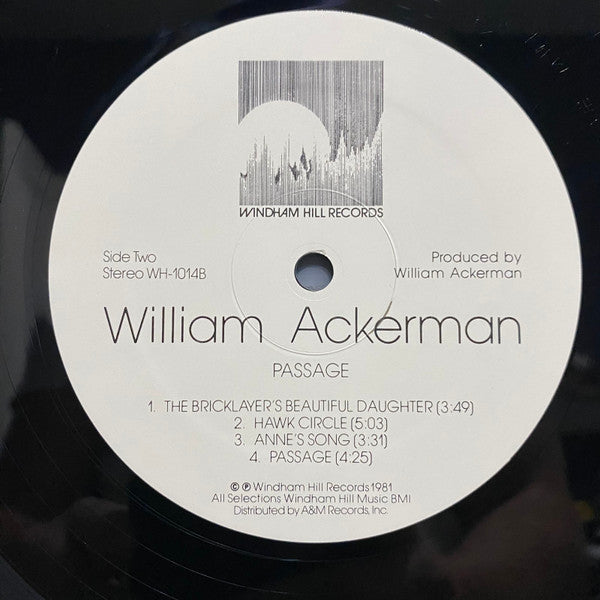 WINDHAM HILL RECORDS
Side Two
Stereo WH-1014B
Produced by
William Ackerman
William Ackerman
PASSAGE
1. THE BRICKLAYER'S BEAUTIFUL DAUGHTER (3:49)
2. HAWK CIRCLE (5:03)
3. ANNE'S SONG (3:31)
4. PASSAGE (4:25)
© ℗ Windham Hill Records 1981
All Selections Windham Hill Music BMI
Distributed by A&M Records, Inc.